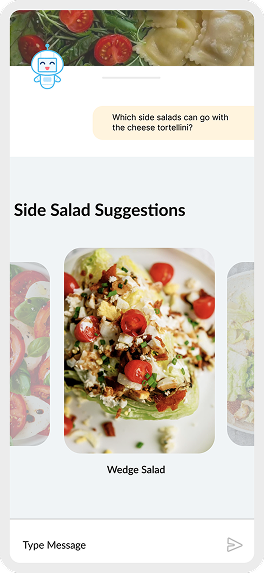 Which side salads can go with
the cheese tortellini?
Side Salad Suggestions
Wedge Salad
Type Message